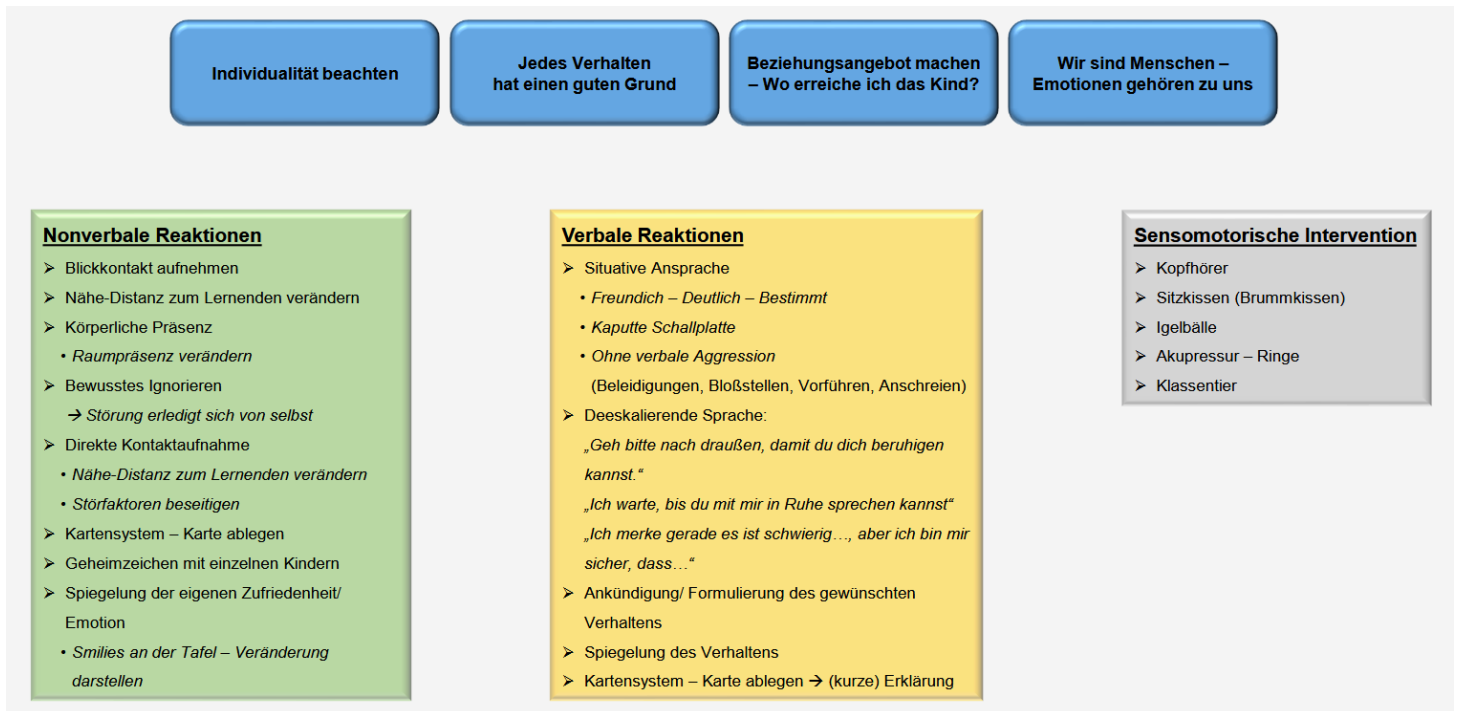 Individualität beachten
Jedes Verhalten
hat einen guten Grund
Beziehungsangebot machen
– Wo erreiche ich das Kind?
Wir sind Menschen –
Emotionen gehören zu uns
Nonverbale Reaktionen
➢ Blickkontakt aufnehmen
➢ Nähe-Distanz zum Lernenden verändern
➢ Körperliche Präsenz
• Raumpräsenz verändern
➢ Bewusstes Ignorieren
→ Störung erledigt sich von selbst
➢ Direkte Kontaktaufnahme
• Nähe-Distanz zum Lernenden verändern
• Störfaktoren beseitigen
➢ Kartensystem – Karte ablegen
➢ Geheimzeichen mit einzelnen Kindern
➢ Spiegelung der eigenen Zufriedenheit/
Emotion
• Smilies an der Tafel – Veränderung
darstellen
Verbale Reaktionen
➢ Situative Ansprache
• Freundich – Deutlich – Bestimmt
• Kaputte Schallplatte
• Ohne verbale Aggression
(Beleidigungen, Bloßstellen, Vorführen, Anschreien)
➢ Deeskalierende Sprache:
„Geh bitte nach draußen, damit du dich beruhigen
kannst.“
„Ich warte, bis du mit mir in Ruhe sprechen kannst“
„Ich merke gerade es ist schwierig…, aber ich bin mir
sicher, dass…“
➢ Ankündigung/ Formulierung des gewünschten
Verhaltens
➢ Spiegelung des Verhaltens
➢ Kartensystem – Karte ablegen → (kurze) Erklärung
Sensomotorische Intervention
➢ Kopfhörer
➢ Sitzkissen (Brummkissen)
➢ Igelbälle
➢ Akupressur – Ringe
➢ Klassentier